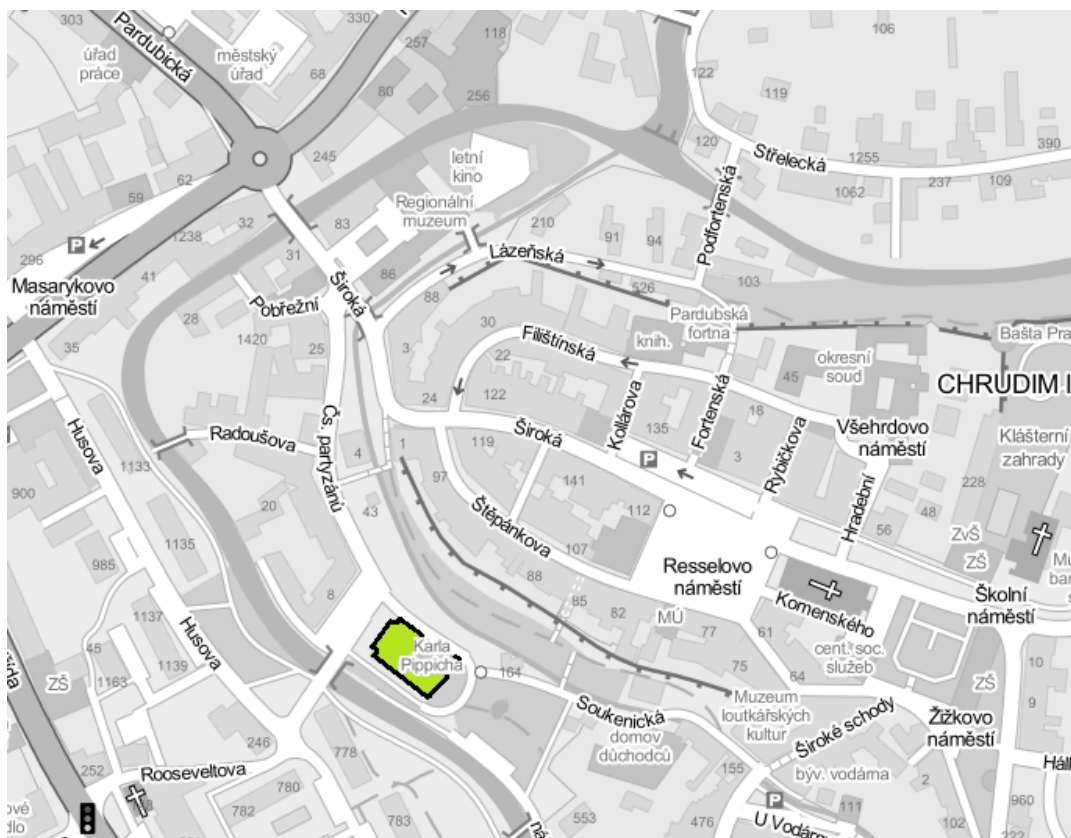 303
330
118
106
Pardubická
úřad
práce
městský
úřad
257
68
80
256
122
119
120
Střelecká
1255
390
237
109
1062
245
letní
kino
62
59
Regionální
muzeum
Podfortenská
32
83
210
91
94
1238
31
86
Lázeňská
103
296
41
Široká
88
526
Masarykovo
náměstí
Pobřežní
Pardubská
fortna
28
30
Filištínská
knih.
okresní
soud
Bašta Pra
35
1420
25
3
22
45
CHRUDIM I
24
122
18
Husova
Čs. partyzánů
Široká
Kollárova
135
Fortenská
Všehrdovo
náměstí
Klášterní
zahrady
Radoušova
1
119
3
Rybičkova
1133
4
97
141
Hradební
228
900
20
43
Štěpánkova
112
56
48
ZvŠ
ZŠ
1135
107
Resselovo
náměstí
985
88
Školní
náměstí
8
85
82
MÚ
Komenského
1137
Husova
77
61
cent. soc.
služeb
45
1139
Karla
Pippicha
164
75
10
ZŠ
1163
64
ZŠ
9
Soukenická
Muzeum
loutkářských
kultur
Široké schody
Žižkovo
náměstí
246
778
domov
důchodců
252
Rooseveltova
155
býv. vodárna
2
780
782
783
553
476
111
102
960
U Vodárn